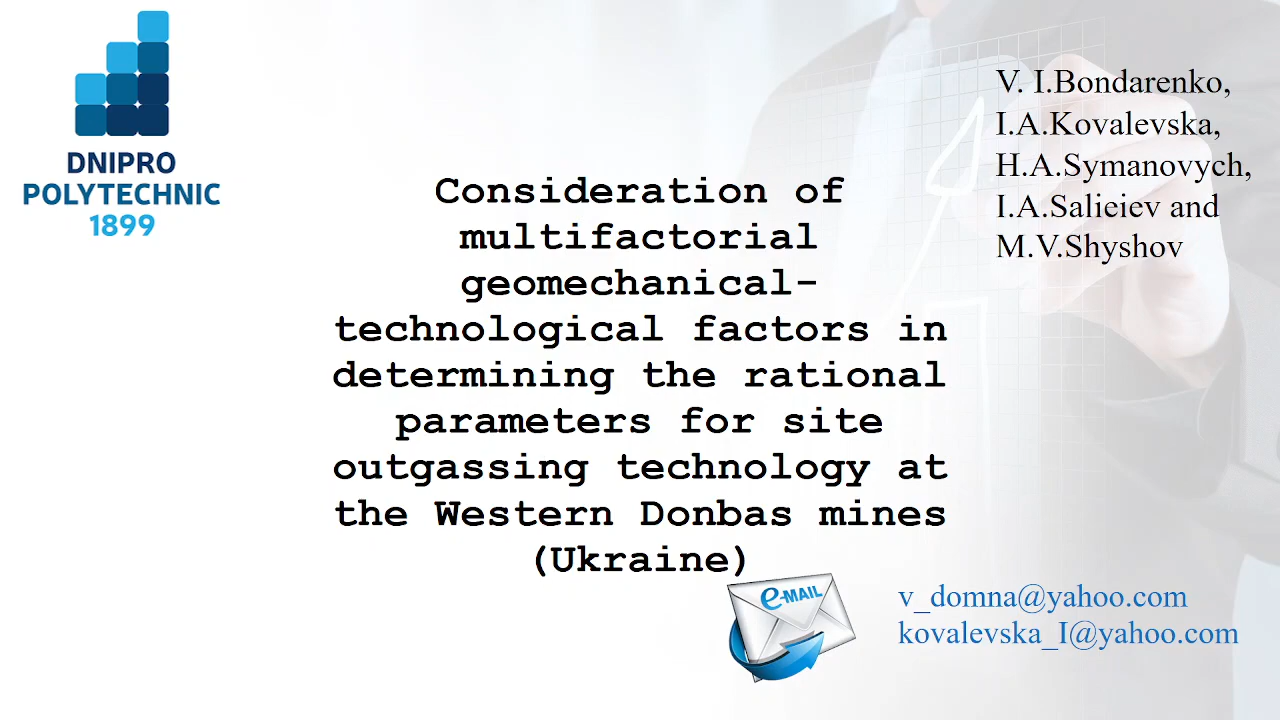 DNIPRO
POLYTECHNIC
1899
V. I.Bondarenko,
I.A.Kovalevska,
H.A.Symanovych,
I.A.Salieiev and
M.V.Shyshov
Consideration of
multifactorial
geomechanical-
technological factors in
determining the rational
parameters for site
outgassing technology at
the Western Donbas mines
(Ukraine)
e-MAIL
v_domna@yahoo.com
kovalevska_I@yahoo.com